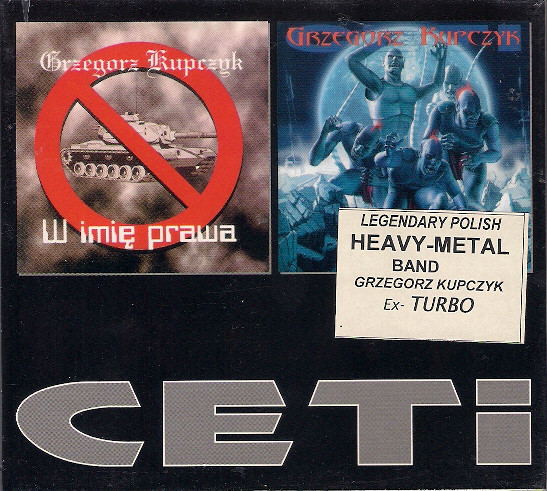 Grzegorz Kupczyk
W imię prawa
GRZEGORZ KUPCZYK
LEGENDARY POLISH
HEAVY-METAL
BAND
GRZEGORZ KUPCZYK
Ex- TURBO
CETi